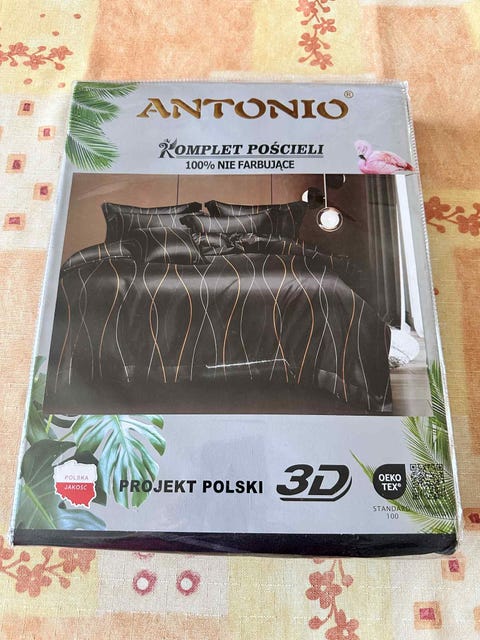 ANTONIO®
KOMPLET POŚCIELI
100% NIE FARBUJĄCE
POLSKA
JAKOŚĆ
PROJEKT POLSKI
3D
OEKO
TEX®
STANDARD
100